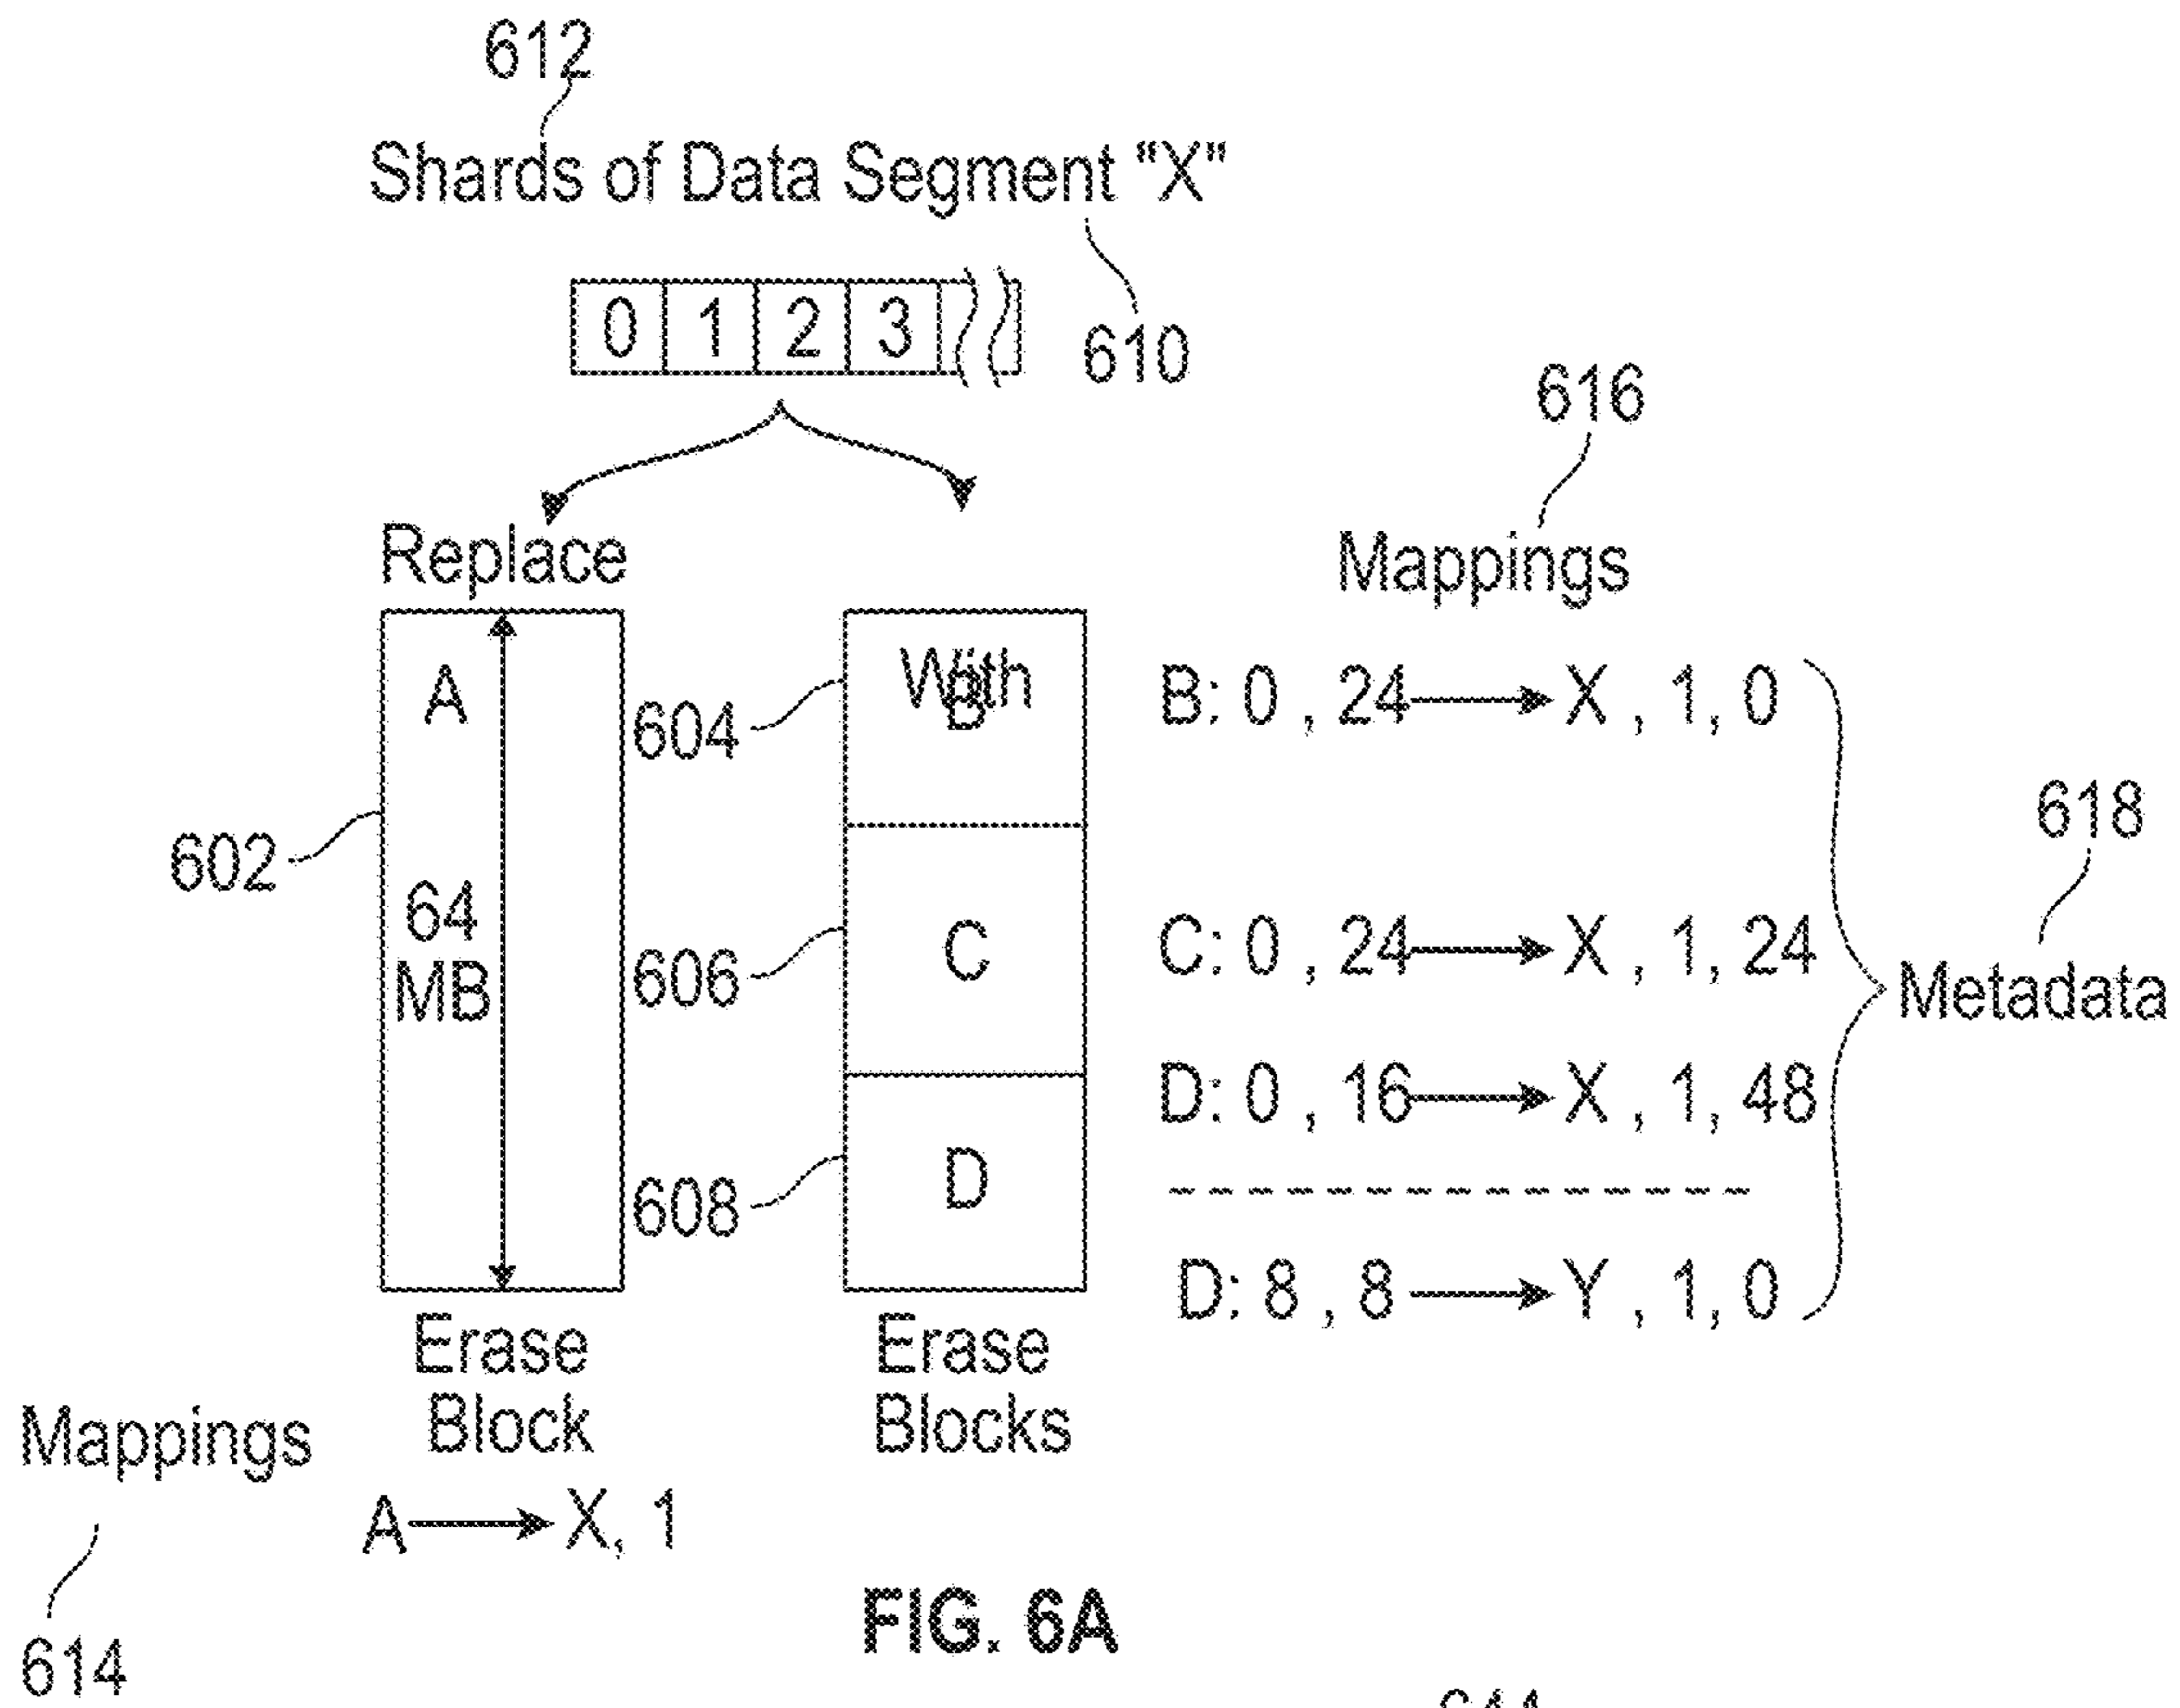 612
Shards of Data Segment "X"
0 1 2 3
610
616
Replace
Mappings
A
With
B
604
B: 0 , 24 → X , 1, 0
618
602
64
MB
606
C
C: 0 , 24 → X , 1, 24
Metadata
D: 0 , 16 → X , 1, 48
608
D
D: 8 , 8 → Y , 1, 0
Erase
Block
Erase
Blocks
Mappings
A → X, 1
FIG. 6A
614